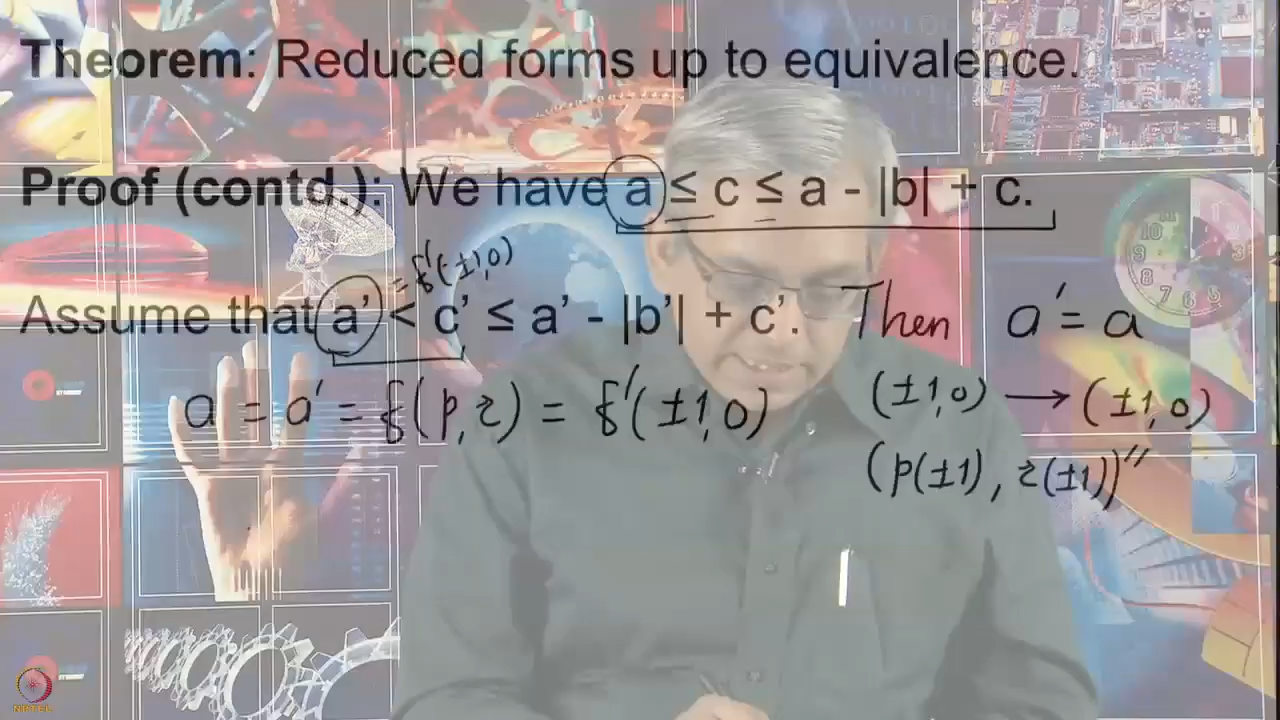 Theorem: Reduced forms up to equivalence.
Proof (contd.): We have a ≤ c ≤ a - |b| + c.
= f'(±1,0)
Assume that a' < c' ≤ a' - |b'| + c'. Then a' = a
a = a' = f(p,r) = f'(±1,0) (±1,0) → (±1,0)
(p(±1), r(±1))"
NPTEL